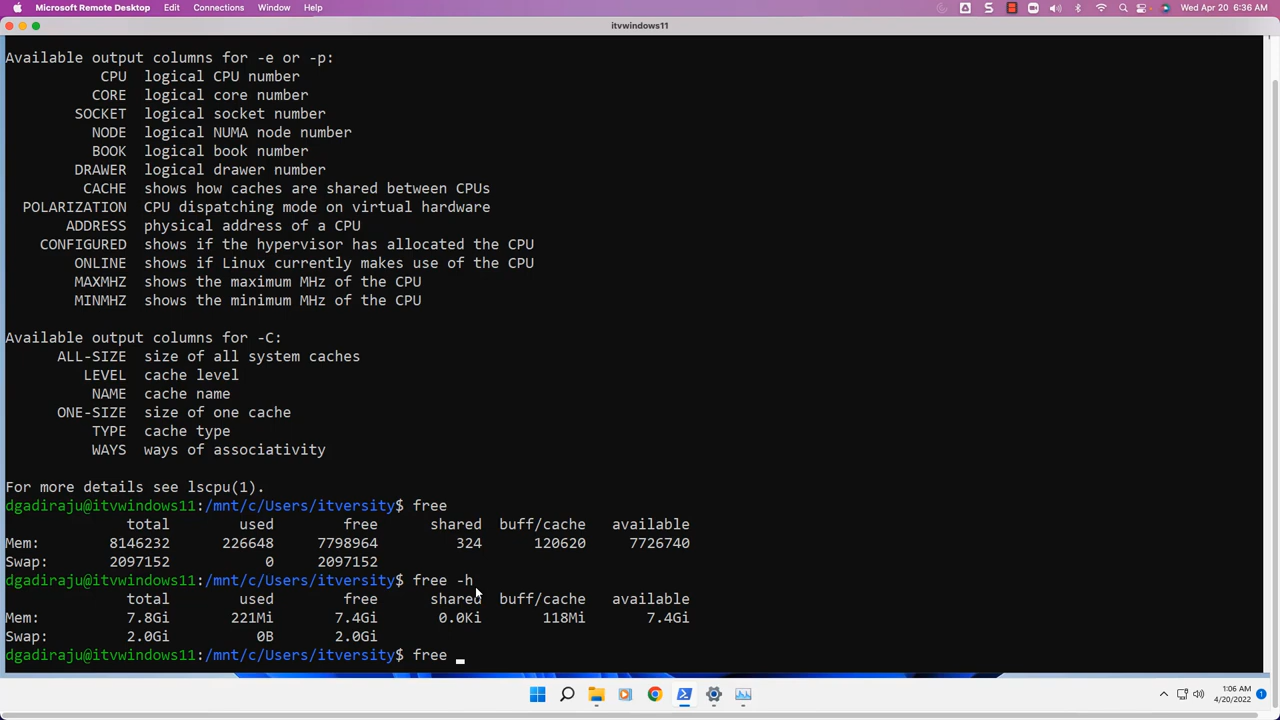 Microsoft Remote Desktop Edit Connections Window Help Wed Apr 20 6:36 AM
itvwindows11
Available output columns for -e or -p:
CPU logical CPU number
CORE logical core number
SOCKET logical socket number
NODE logical NUMA node number
BOOK logical book number
DRAWER logical drawer number
CACHE shows how caches are shared between CPUs
POLARIZATION CPU dispatching mode on virtual hardware
ADDRESS physical address of a CPU
CONFIGURED shows if the hypervisor has allocated the CPU
ONLINE shows if Linux currently makes use of the CPU
MAXMHZ shows the maximum MHz of the CPU
MINMHZ shows the minimum MHz of the CPU
Available output columns for -C:
ALL-SIZE size of all system caches
LEVEL cache level
NAME cache name
ONE-SIZE size of one cache
TYPE cache type
WAYS ways of associativity
For more details see lscpu(1).
dgadiraju@itvwindows11:/mnt/c/Users/itversity$ free
total used free shared buff/cache available
Mem: 8146232 226648 7798964 324 120620 7726740
Swap: 2097152 0 2097152
dgadiraju@itvwindows11:/mnt/c/Users/itversity$ free -h
total used free shared buff/cache available
Mem: 7.8Gi 221Mi 7.4Gi 0.0Ki 118Mi 7.4Gi
Swap: 2.0Gi 0B 2.0Gi
dgadiraju@itvwindows11:/mnt/c/Users/itversity$ free _
1:06 AM
4/20/2022
1